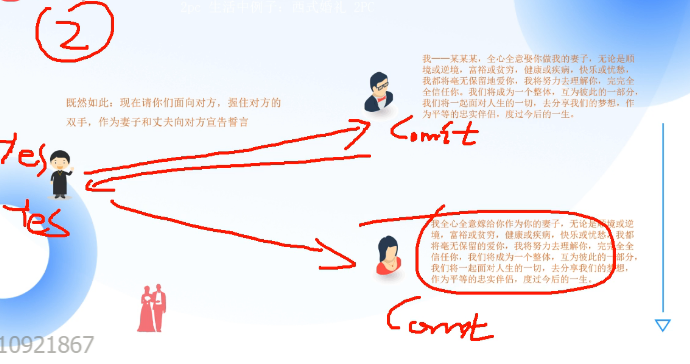 ②
既然如此：现在请你们面向对方，握住对方的
双手，作为妻子和丈夫向对方宣告誓言
我——某某某，全心全意娶你做我的妻子，无论是顺
境或逆境，富裕或贫穷，健康或疾病，快乐或忧愁，
我都将毫无保留地爱你，我将努力去理解你，完完全
全信任你。我们将成为一个整体，互为彼此的一部分，
我们将一起面对人生的一切，去分享我们的梦想，作
为平等的忠实伴侣，度过今后的一生。
Comit
Yes
Yes
我全心全意嫁给你作为你的妻子，无论是顺境或逆
境，富裕或贫穷，健康或疾病，快乐或忧愁，我都
将毫无保留的爱你，我将努力去理解你，完完全全
信任你，我们将成为一个整体，互为彼此的一部分，
我们将一起面对人生的一切，去分享我们的梦想，
作为平等的忠实伴侣，度过今后的一生。
Comit
10921867